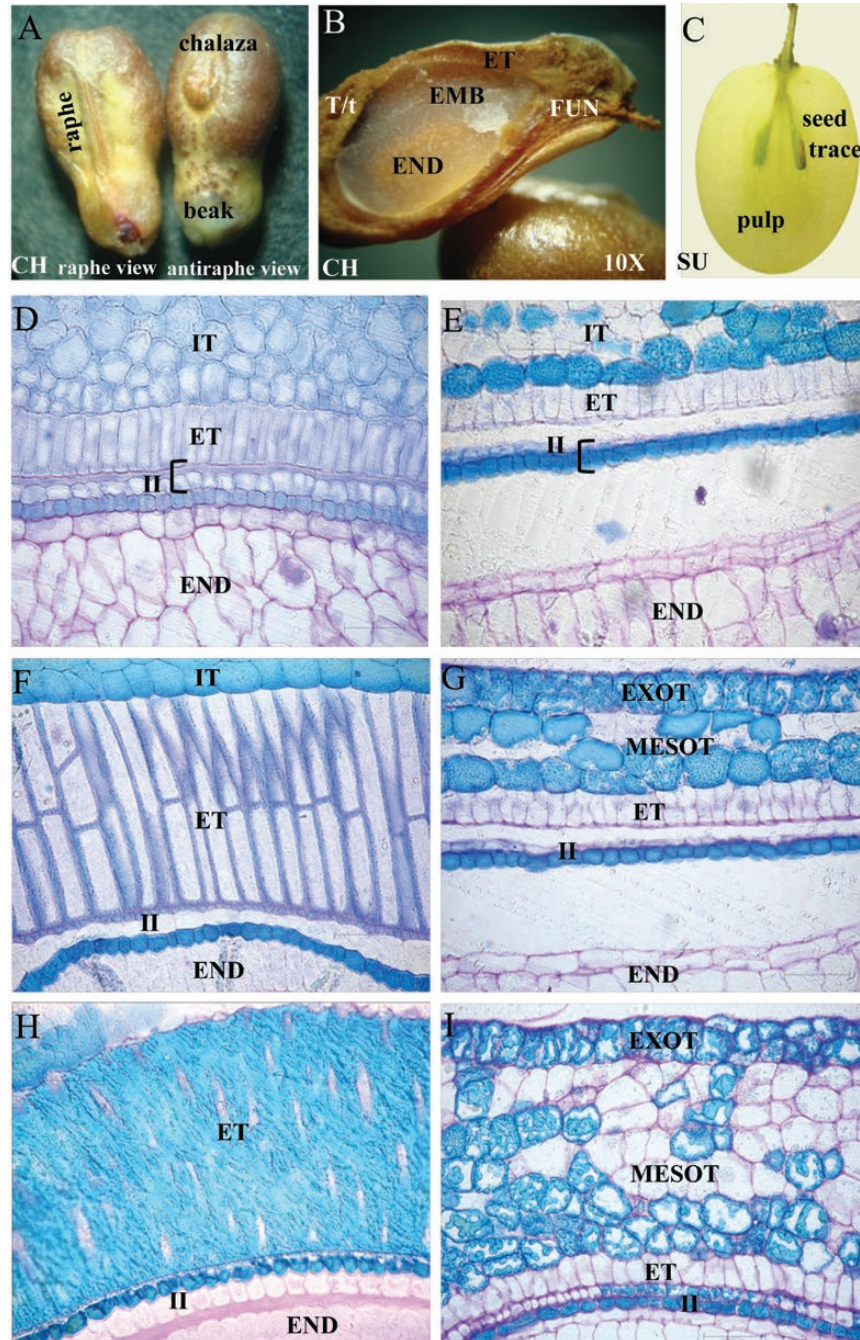 A
raphe
chalaza
beak
CH raphe view antiraphe view
B
ET
T/t
EMB
FUN
END
CH
10X
C
seed
trace
pulp
SU
D
IT
ET
II
END
E
IT
ET
II
END
F
IT
ET
II
END
G
EXOT
MESOT
ET
II
END
H
ET
II
END
I
EXOT
MESOT
ET
II